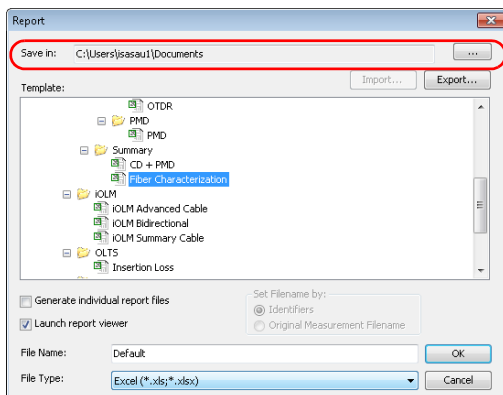 Report
Save in: C:\Users\isasau1\Documents ...
Import... Export...
Template:
OTDR
PMD
PMD
Summary
CD + PMD
Fiber Characterization
iOLM
iOLM Advanced Cable
iOLM Bidirectional
iOLM Summary Cable
OLTS
Insertion Loss
Generate individual report files
Launch report viewer
Set Filename by:
Identifiers
Original Measurement Filename
File Name: Default OK
File Type: Excel (*.xls;*.xlsx) Cancel